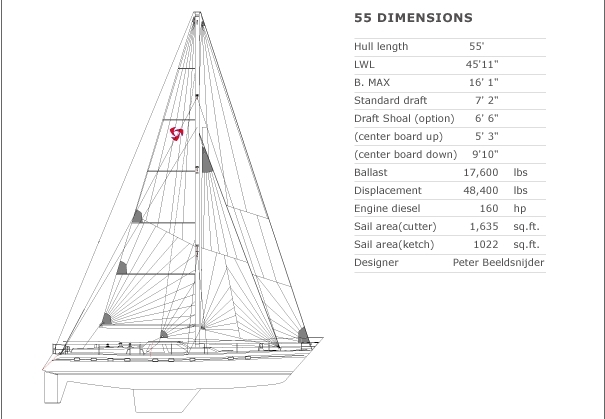 55 DIMENSIONS
Hull length 55'
LWL 45'11"
B. MAX 16' 1"
Standard draft 7' 2"
Draft Shoal (option) 6' 6"
(center board up) 5' 3"
(center board down) 9'10"
Ballast 17,600 lbs
Displacement 48,400 lbs
Engine diesel 160 hp
Sail area(cutter) 1,635 sq.ft.
Sail area(ketch) 1022 sq.ft.
Designer Peter Beeldsnijder